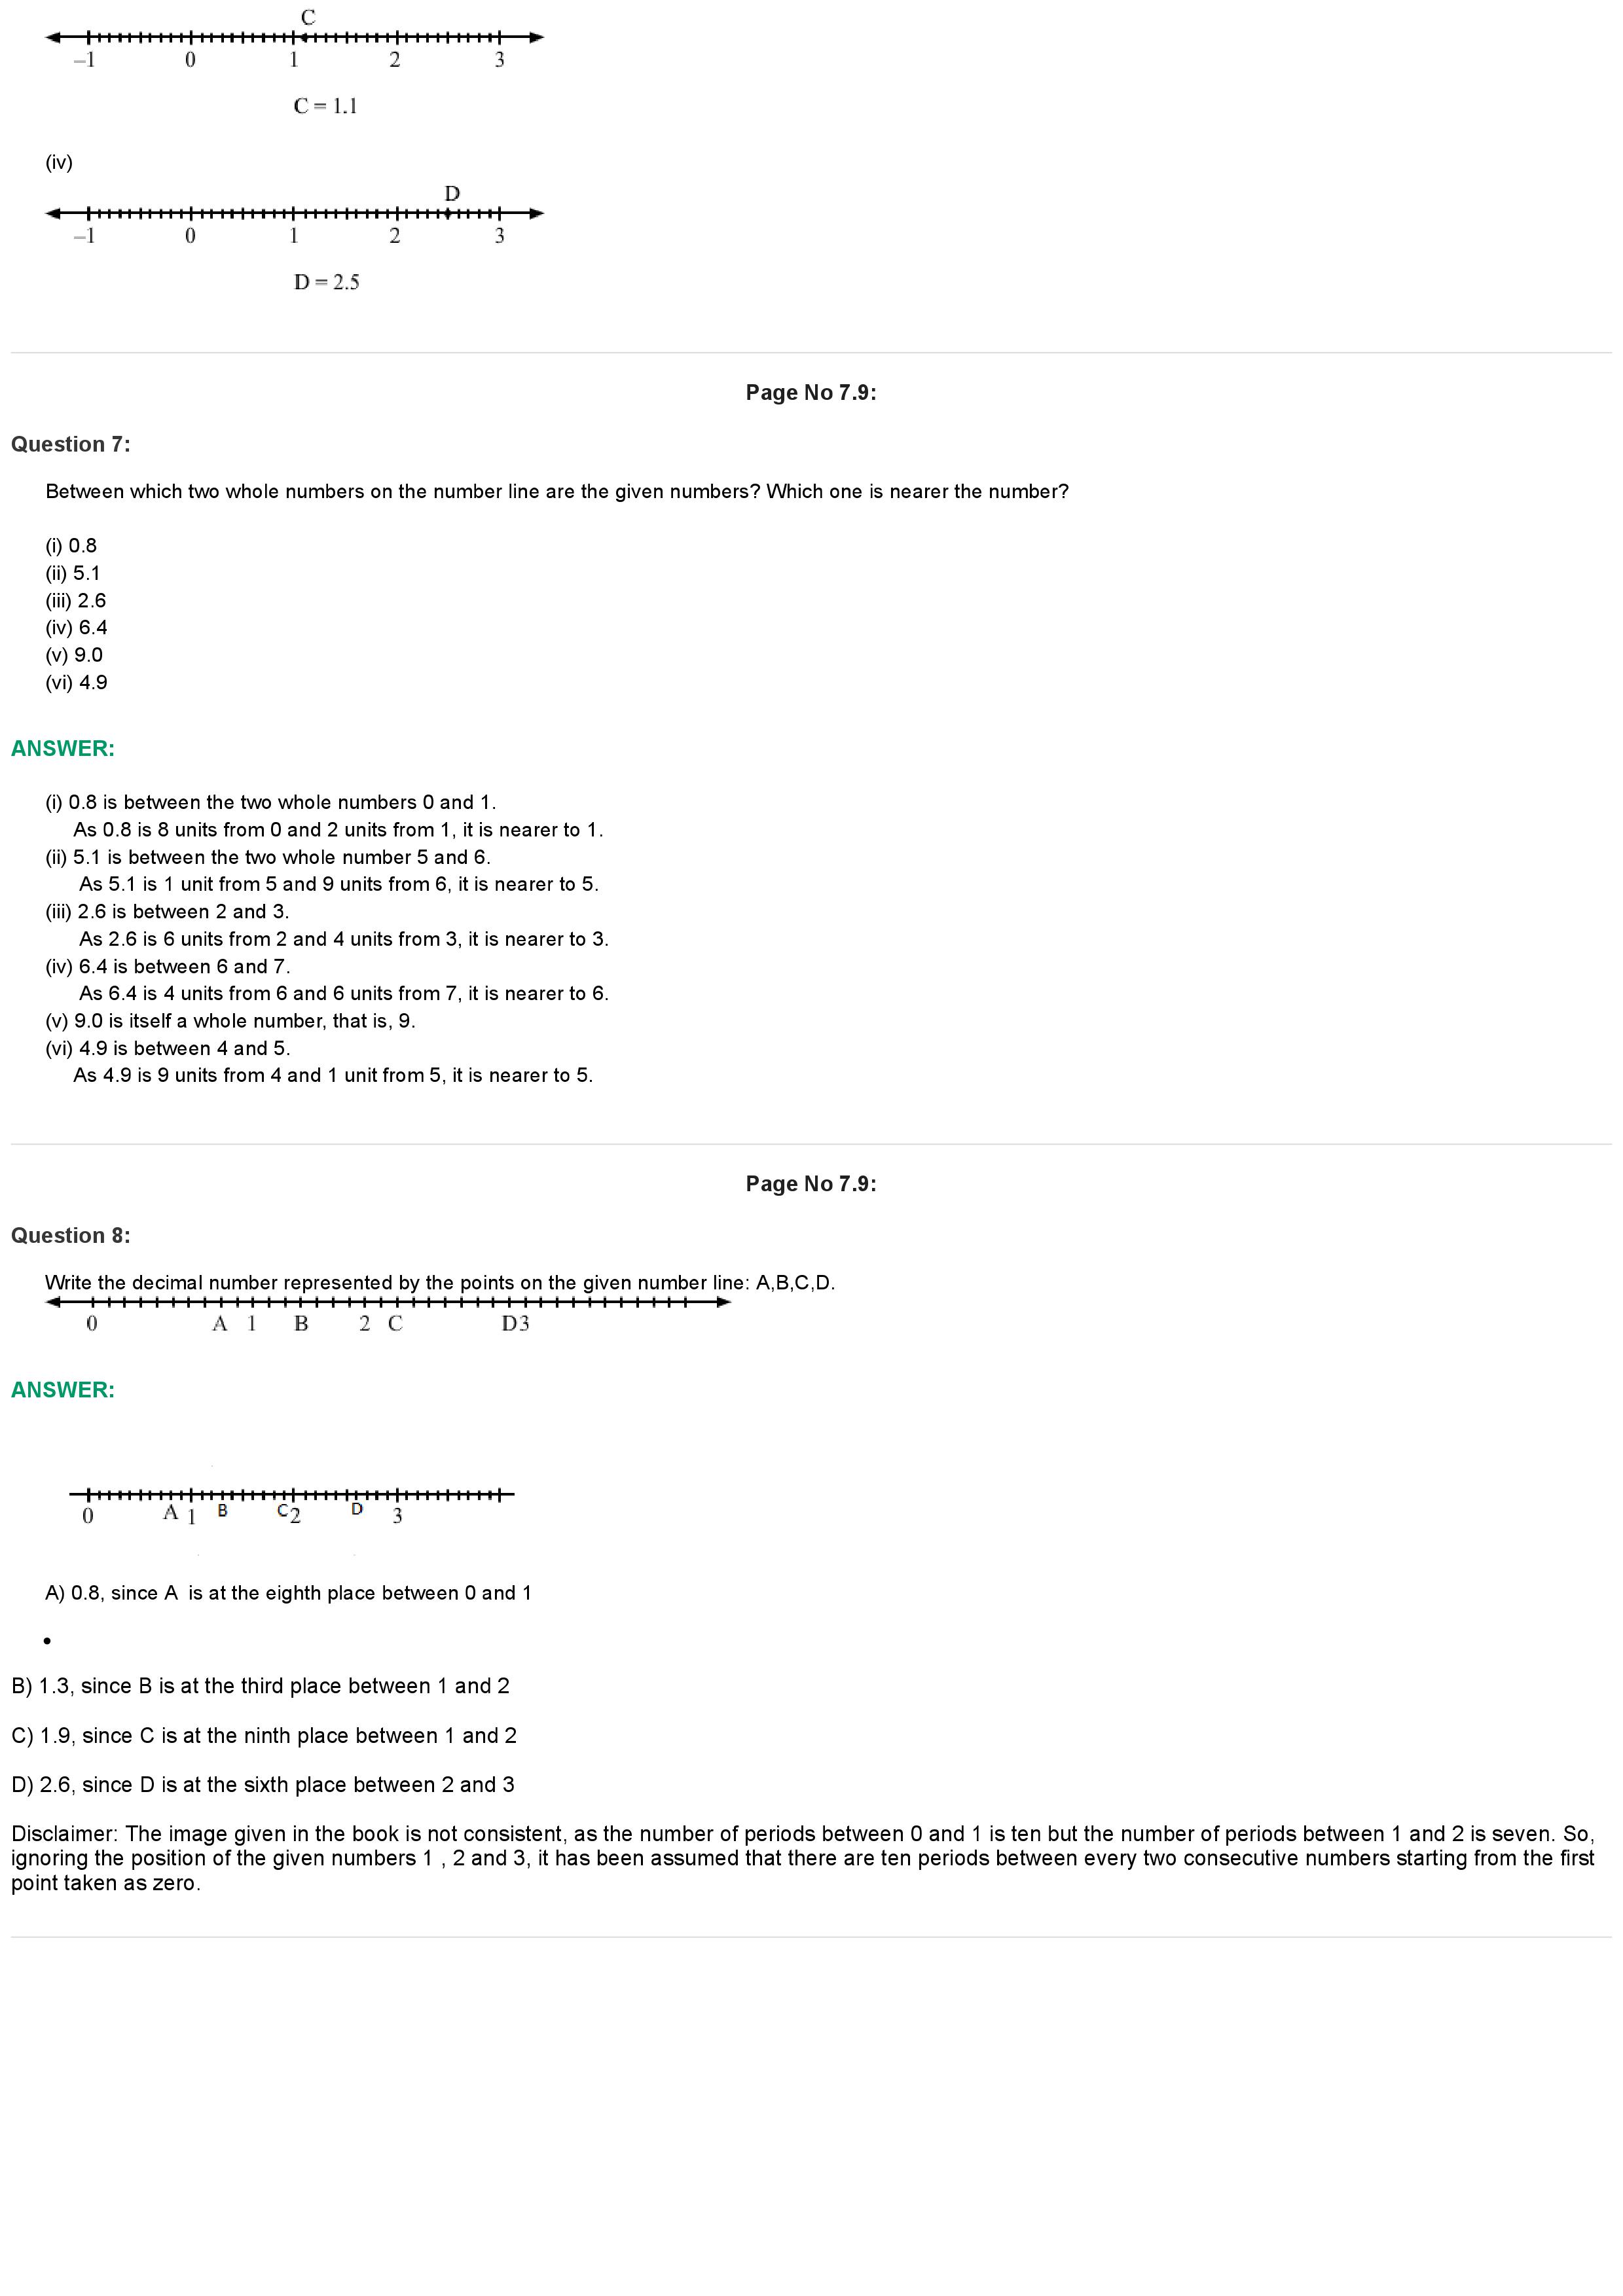 C
–1 0 1 2 3
C = 1.1
(iv)
D
–1 0 1 2 3
D = 2.5
Page No 7.9:
Question 7:
Between which two whole numbers on the number line are the given numbers? Which one is nearer the number?
(i) 0.8
(ii) 5.1
(iii) 2.6
(iv) 6.4
(v) 9.0
(vi) 4.9
ANSWER:
(i) 0.8 is between the two whole numbers 0 and 1.
As 0.8 is 8 units from 0 and 2 units from 1, it is nearer to 1.
(ii) 5.1 is between the two whole number 5 and 6.
As 5.1 is 1 unit from 5 and 9 units from 6, it is nearer to 5.
(iii) 2.6 is between 2 and 3.
As 2.6 is 6 units from 2 and 4 units from 3, it is nearer to 3.
(iv) 6.4 is between 6 and 7.
As 6.4 is 4 units from 6 and 6 units from 7, it is nearer to 6.
(v) 9.0 is itself a whole number, that is, 9.
(vi) 4.9 is between 4 and 5.
As 4.9 is 9 units from 4 and 1 unit from 5, it is nearer to 5.
Page No 7.9:
Question 8:
Write the decimal number represented by the points on the given number line: A,B,C,D.
0 A 1 B 2 C D3
ANSWER:
0 A 1 B C2 D 3
A) 0.8, since A is at the eighth place between 0 and 1
•
B) 1.3, since B is at the third place between 1 and 2
C) 1.9, since C is at the ninth place between 1 and 2
D) 2.6, since D is at the sixth place between 2 and 3
Disclaimer: The image given in the book is not consistent, as the number of periods between 0 and 1 is ten but the number of periods between 1 and 2 is seven. So,
ignoring the position of the given numbers 1 , 2 and 3, it has been assumed that there are ten periods between every two consecutive numbers starting from the first
point taken as zero.